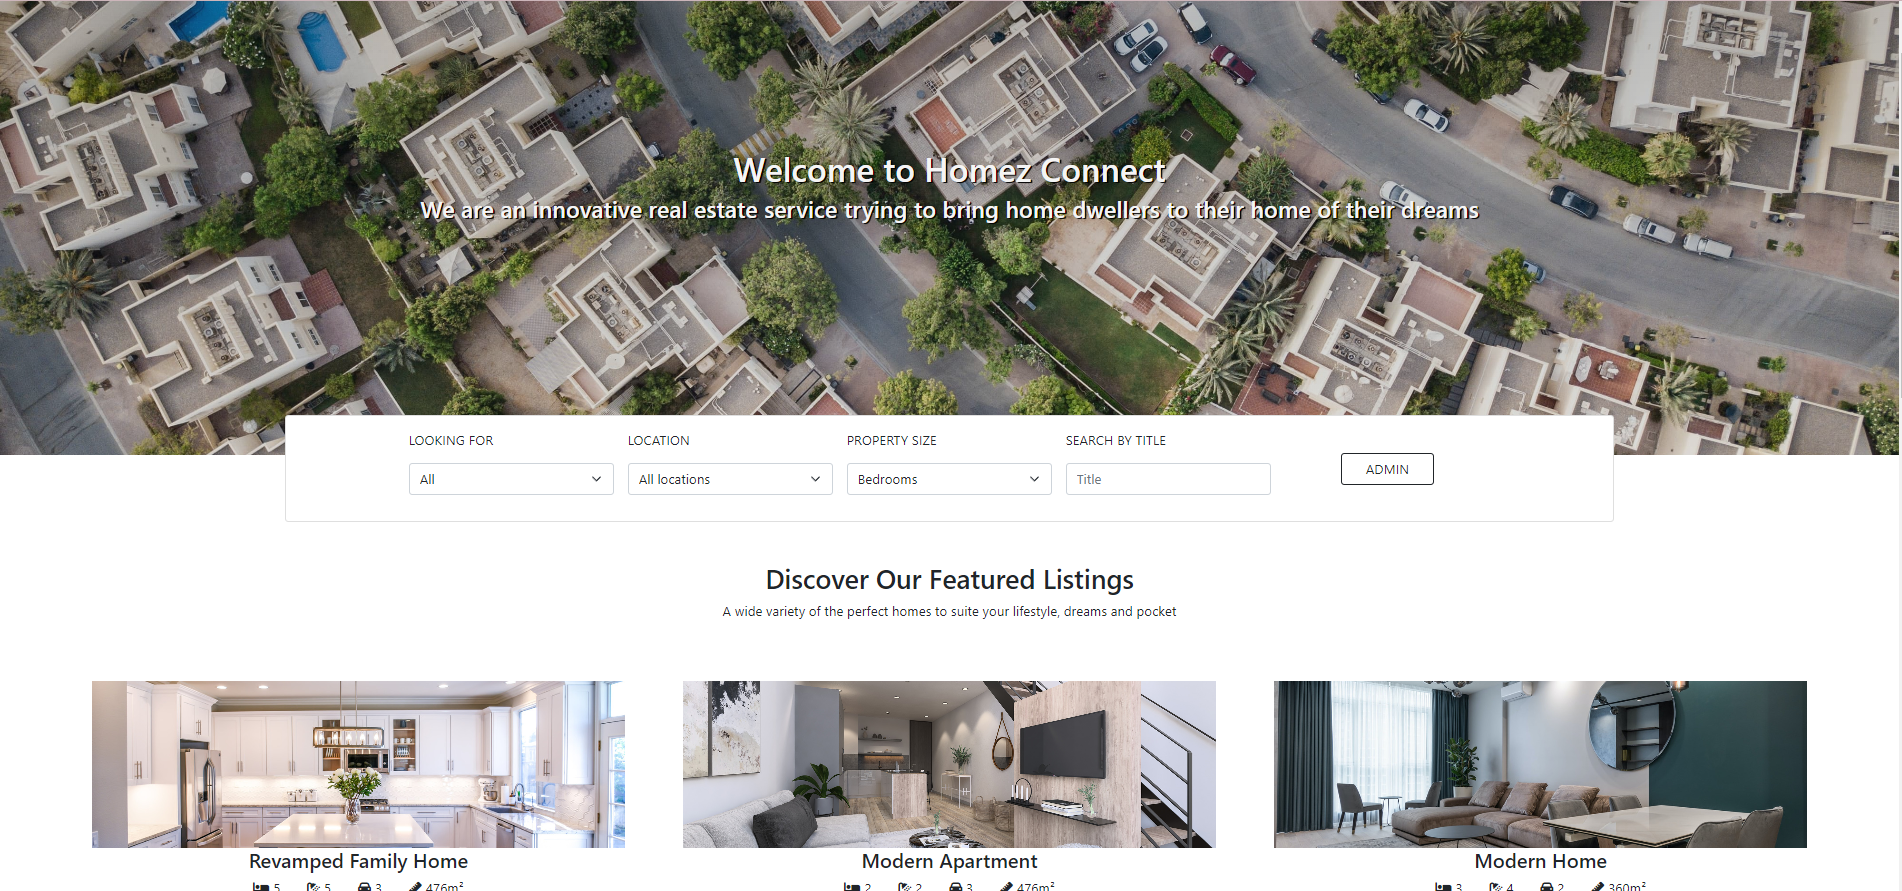 Welcome to Homez Connect
We are an innovative real estate service trying to bring home dwellers to their home of their dreams
LOOKING FOR LOCATION PROPERTY SIZE SEARCH BY TITLE
All All locations Bedrooms Title ADMIN
Discover Our Featured Listings
A wide variety of the perfect homes to suite your lifestyle, dreams and pocket
Revamped Family Home Modern Apartment Modern Home
5 5 3 476m² 2 2 3 476m² 3 4 2 360m²